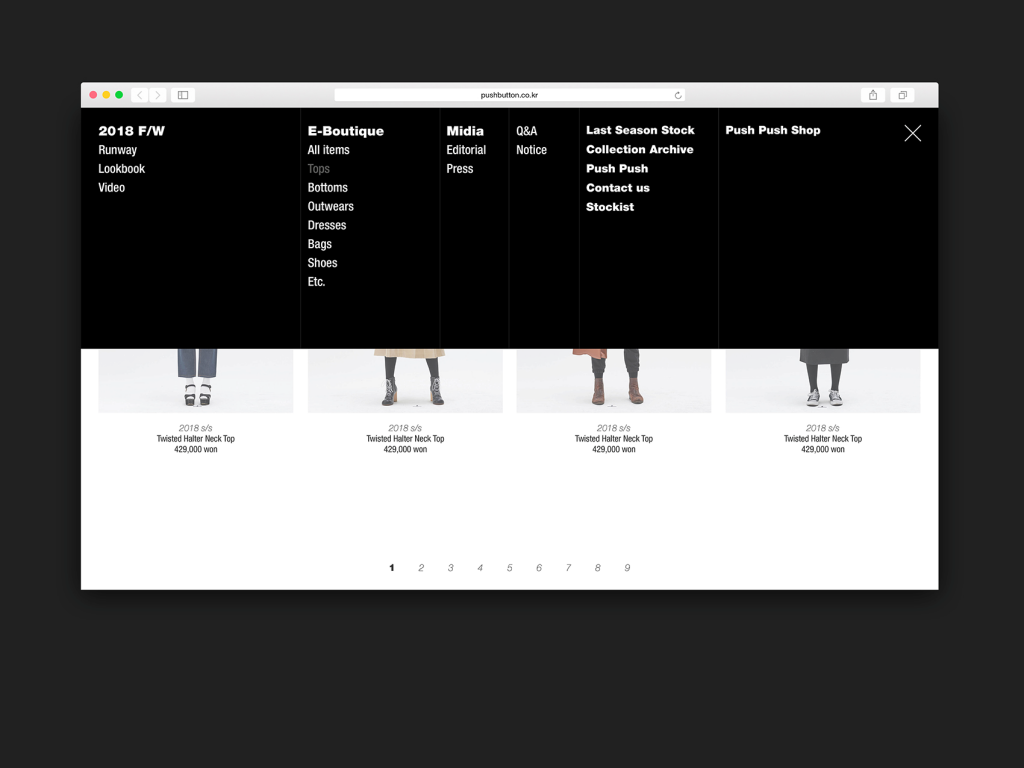 pushbutton.co.kr
2018 F/W
Runway
Lookbook
Video
E-Boutique
All items
Tops
Bottoms
Outwears
Dresses
Bags
Shoes
Etc.
Midia
Editorial
Press
Q&A
Notice
Last Season Stock
Collection Archive
Push Push
Contact us
Stockist
Push Push Shop
2018 s/s
Twisted Halter Neck Top
429,000 won
2018 s/s
Twisted Halter Neck Top
429,000 won
2018 s/s
Twisted Halter Neck Top
429,000 won
2018 s/s
Twisted Halter Neck Top
429,000 won
1 2 3 4 5 6 7 8 9